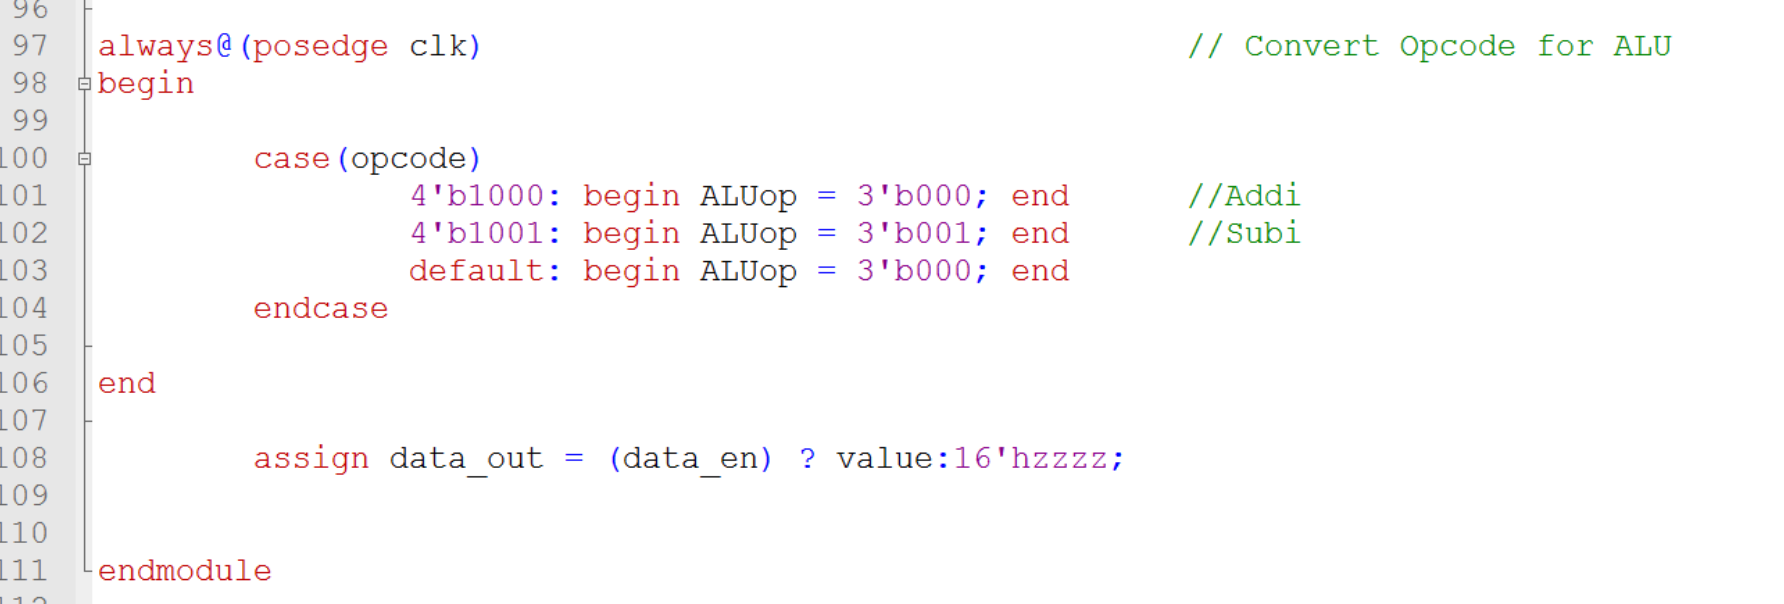 96
97 always@(posedge clk) // Convert Opcode for ALU
98 begin
99
100 case(opcode)
101 4'b1000: begin ALUop = 3'b000; end //Addi
102 4'b1001: begin ALUop = 3'b001; end //Subi
103 default: begin ALUop = 3'b000; end
104 endcase
105
106 end
107
108 assign data_out = (data_en) ? value:16'hzzzz;
109
110
111 endmodule
112